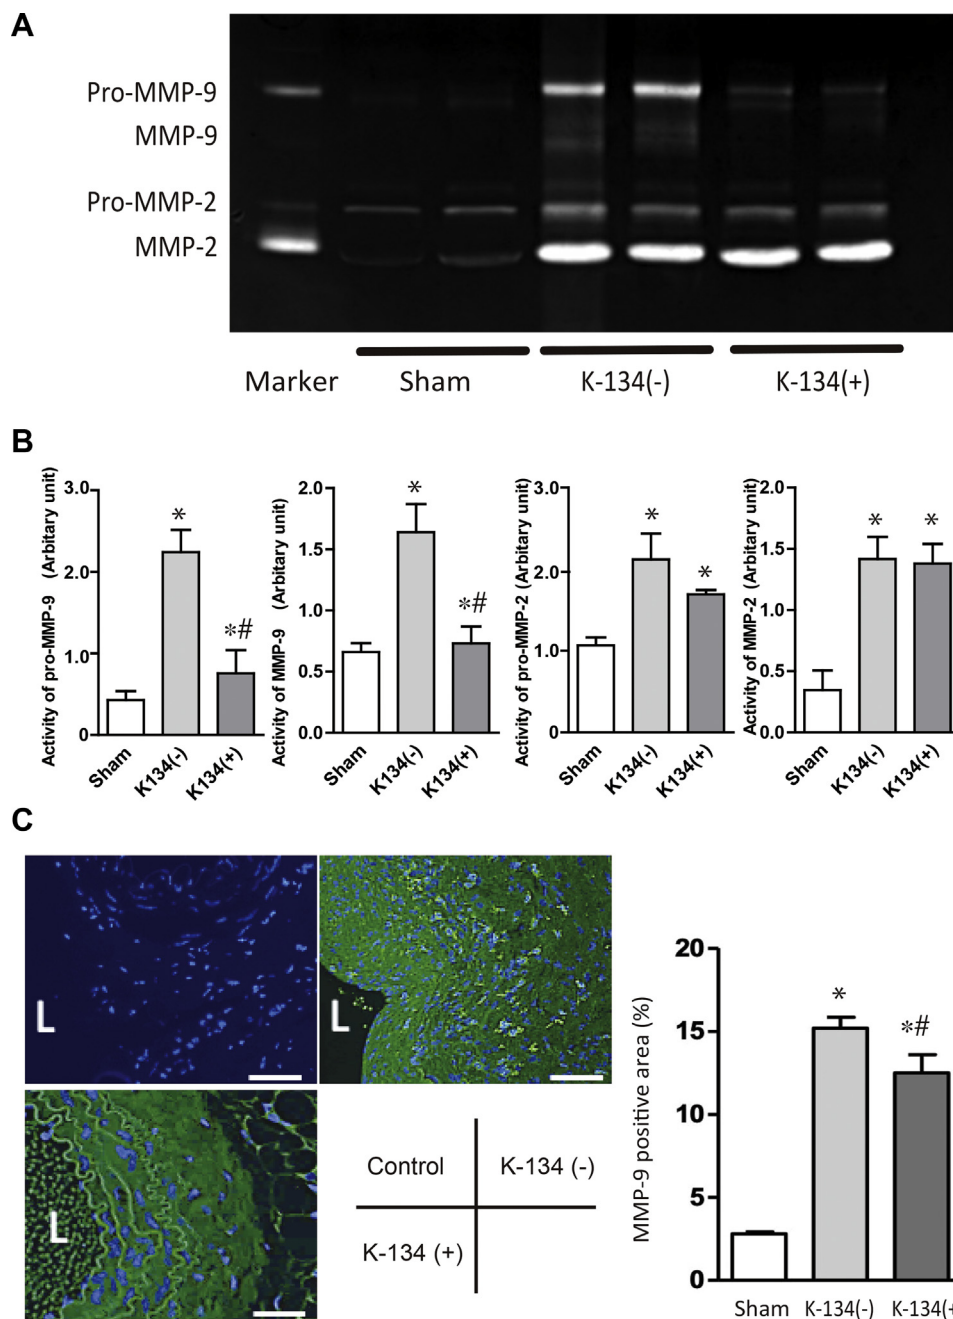 A
Pro-MMP-9
MMP-9
Pro-MMP-2
MMP-2
Marker Sham K-134(-) K-134(+)
B
Activity of pro-MMP-9 (Arbitary unit)
3.0
2.0
1.0
0
*
*#
Sham K134(-) K134(+)
Activity of MMP-9 (Arbitary unit)
2.0
1.5
1.0
0.5
0.0
*
*#
Sham K134(-) K134(+)
Activity of pro-MMP-2 (Arbitary unit)
3.0
2.0
1.0
0
*
*
Sham K134(-) K134(+)
Activity of MMP-2 (Arbitary unit)
2.0
1.5
1.0
0.5
0.0
*
*
Sham K134(-) K134(+)
C
L
L
L
Control K-134 (-)
K-134 (+)
MMP-9 positive area (%)
20
15
10
5
0
*
*#
Sham K-134(-) K-134(+